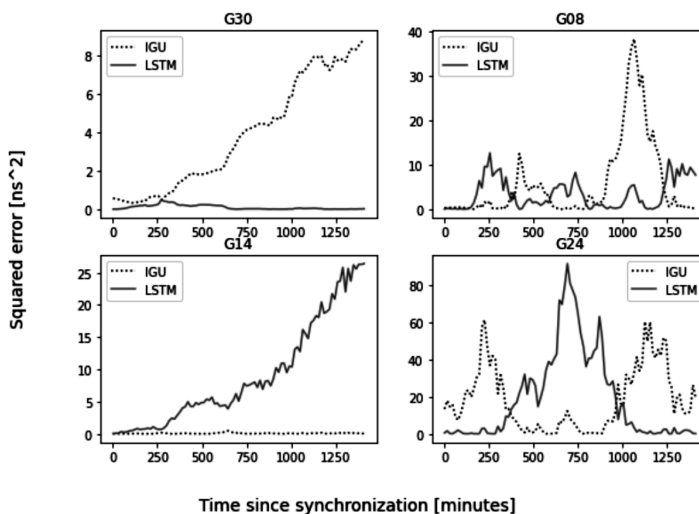 G30
G08
Squared error [ns^2]
8
6
4
2
0
IGU
LSTM
0 250 500 750 1000 1250
40
30
20
10
0
IGU
LSTM
0 250 500 750 1000 1250
G14
G24
25
20
15
10
5
0
IGU
LSTM
0 250 500 750 1000 1250
80
60
40
20
0
IGU
LSTM
0 250 500 750 1000 1250
Time since synchronization [minutes]